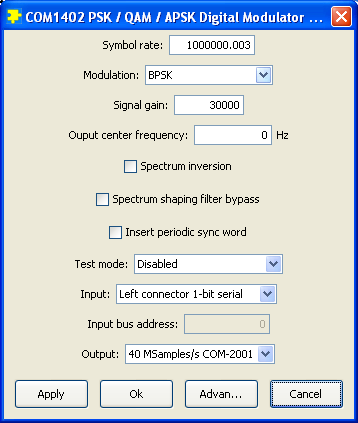 COM1402 PSK / QAM / APSK Digital Modulator ...
Symbol rate: 1000000.003
Modulation: BPSK
Signal gain: 30000
Ouput center frequency: 0 Hz
Spectrum inversion
Spectrum shaping filter bypass
Insert periodic sync word
Test mode: Disabled
Input: Left connector 1-bit serial
Input bus address: 0
Output: 40 MSamples/s COM-2001
Apply Ok Advan... Cancel